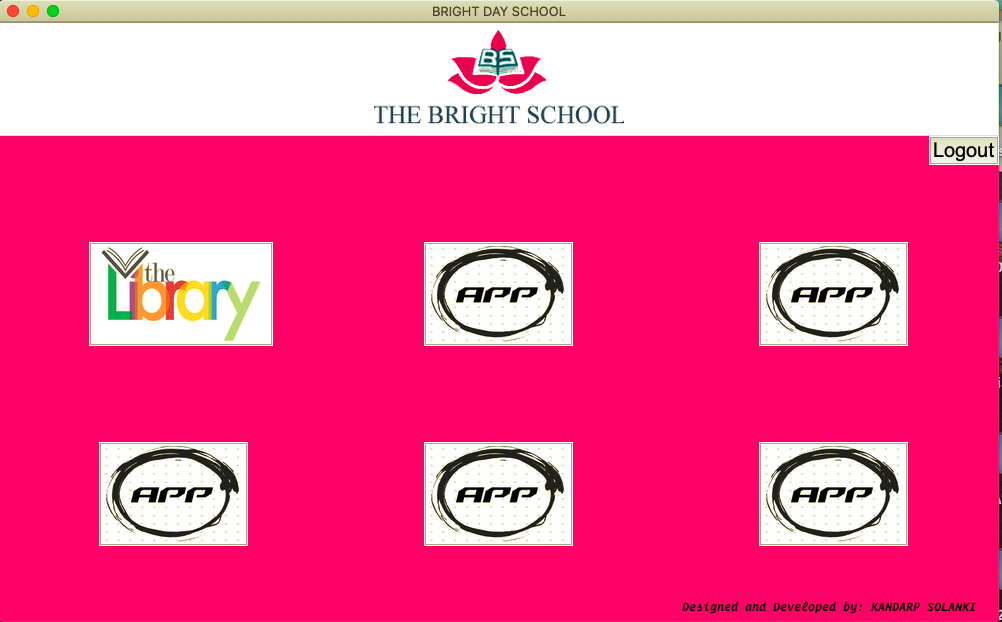 BRIGHT DAY SCHOOL
BS
THE BRIGHT SCHOOL
Logout
the
Library
APP
APP
APP
APP
APP
Designed and Developed by: KANDARP SOLANKI